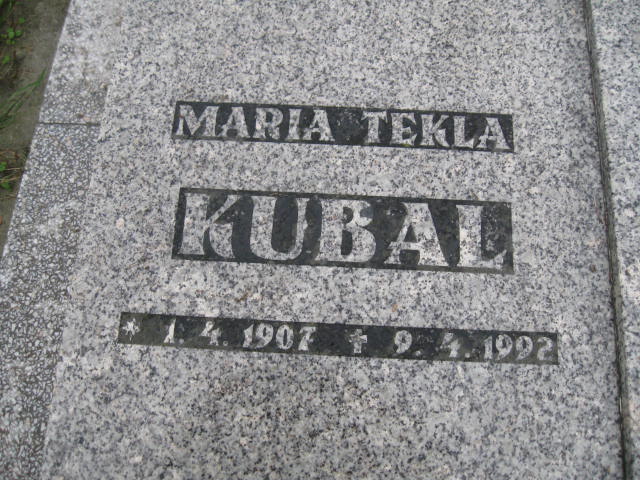 MARIA TEKLA
KUBAL
* 1. 4. 1907 ✝ 9. 4. 1992